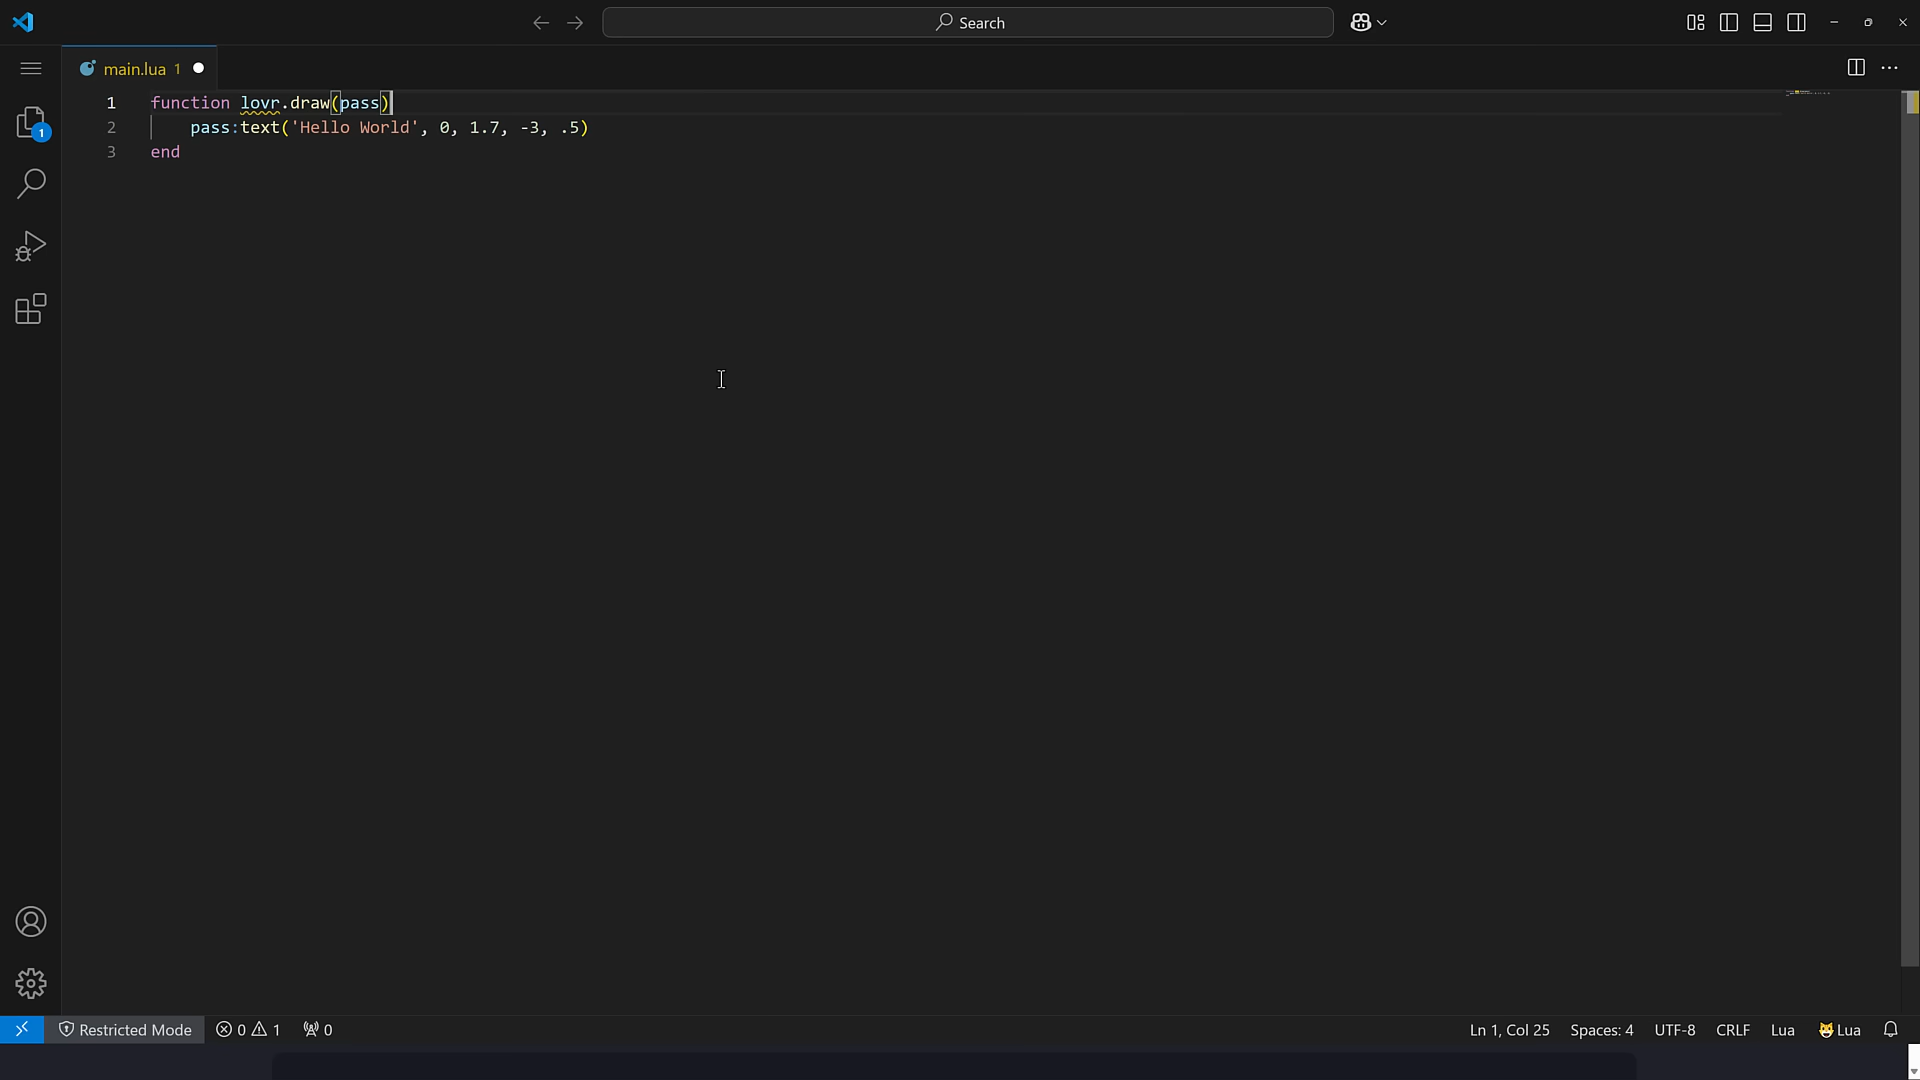 Search
main.lua 1
1 function lovr.draw(pass)
2 pass:text('Hello World', 0, 1.7, -3, .5)
3 end
1
Restricted Mode 0 1 0 Ln 1, Col 25 Spaces: 4 UTF-8 CRLF Lua Lua